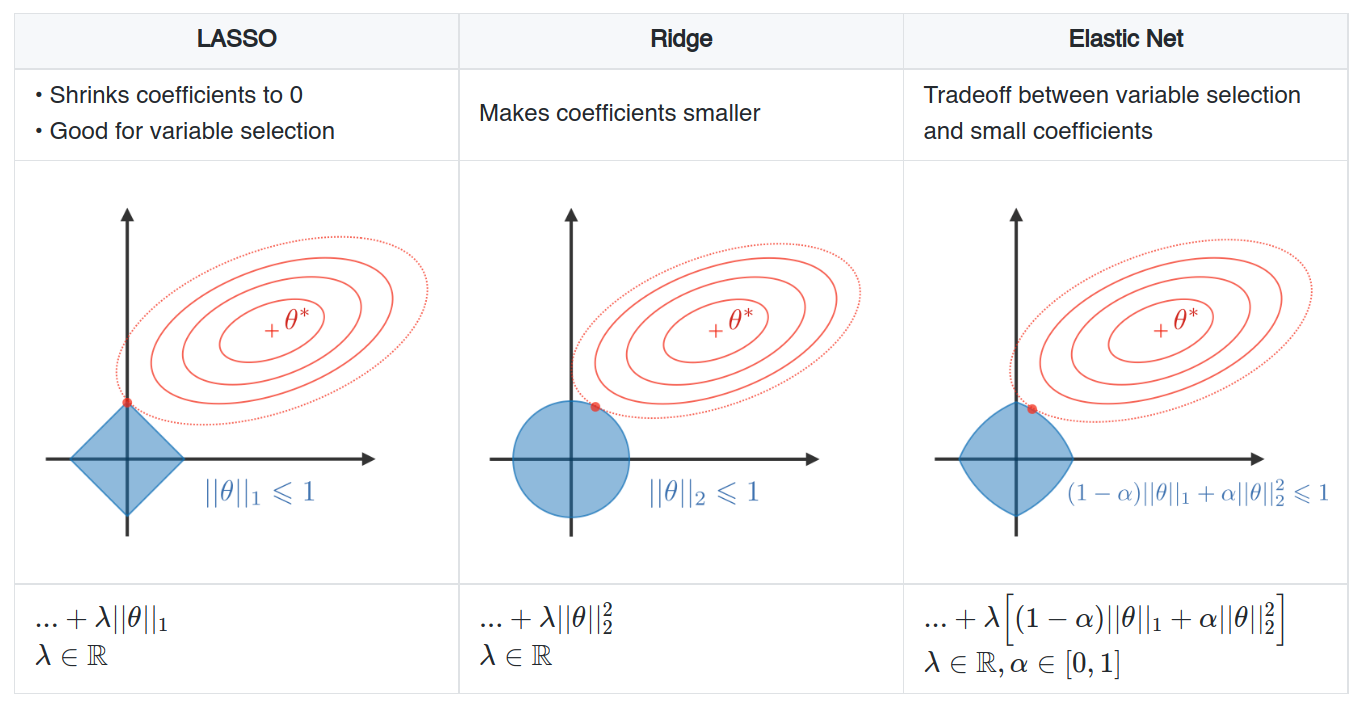 LASSO
Ridge
Elastic Net
• Shrinks coefficients to 0
• Good for variable selection
Makes coefficients smaller
Tradeoff between variable selection
and small coefficients
+ θ*
||θ||₁ ⩽ 1
+ θ*
||θ||₂ ⩽ 1
+ θ*
(1 − α)||θ||₁ + α||θ||₂² ⩽ 1
... + λ||θ||₁
λ ∈ ℝ
... + λ||θ||₂²
λ ∈ ℝ
... + λ[(1 − α)||θ||₁ + α||θ||₂²]
λ ∈ ℝ, α ∈ [0, 1]